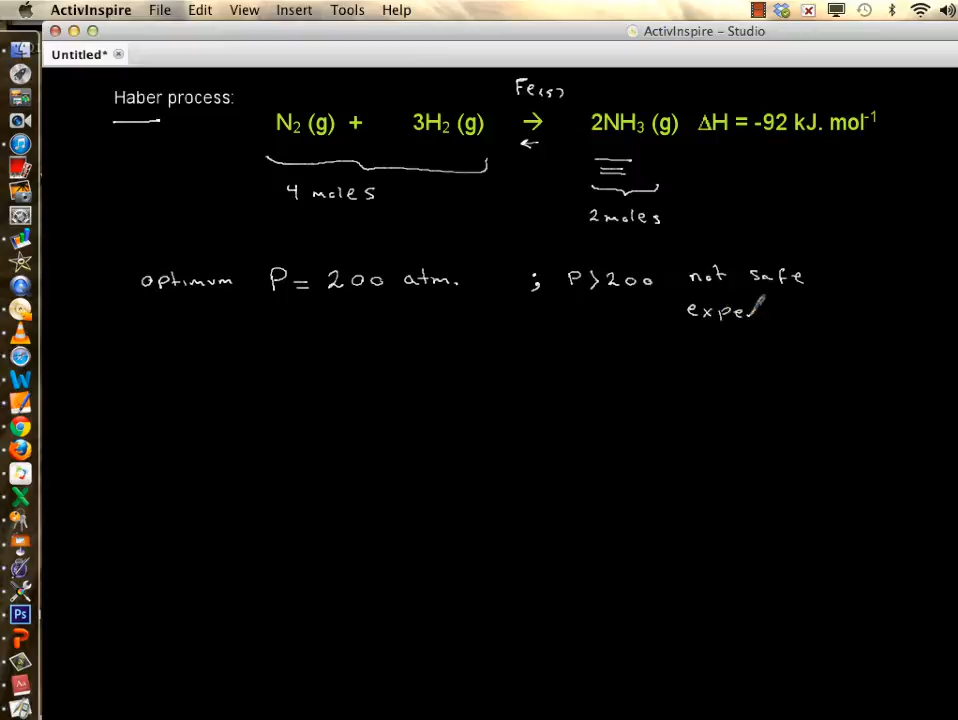 ActivInspire File Edit View Insert Tools Help
ActivInspire – Studio
Untitled*
Haber process:
Fe(s)
N₂ (g) + 3H₂ (g) → 2NH₃ (g) ΔH = -92 kJ. mol⁻¹
←
4 moles
2 moles
optimum P = 200 atm. ; P > 200 not safe
exper